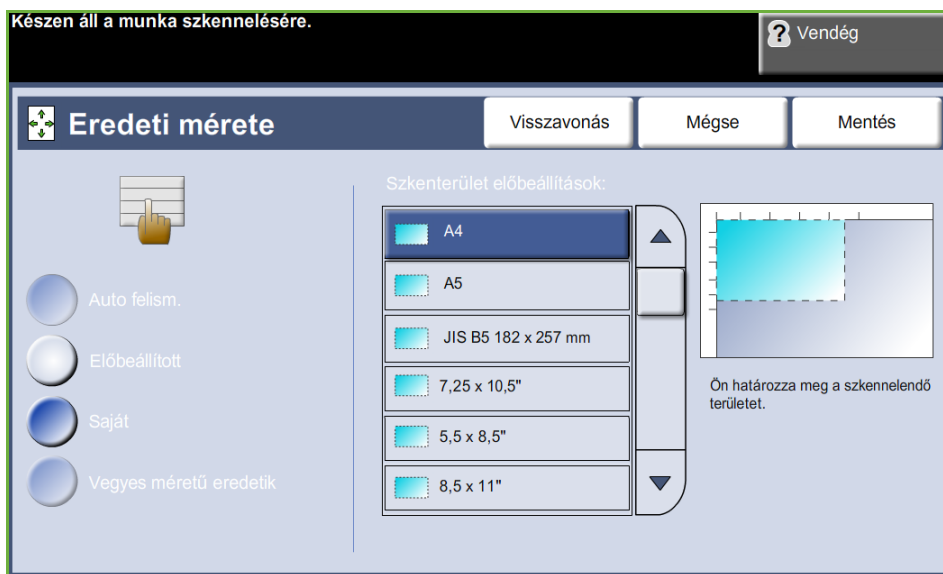 Készen áll a munka szkennelésére.
Vendég
Eredeti mérete
Visszavonás
Mégse
Mentés
Szkenterület előbeállítások:
A4
A5
JIS B5 182 x 257 mm
7,25 x 10,5"
5,5 x 8,5"
8,5 x 11"
Auto felism.
Előbeállított
Saját
Vegyes méretű eredetik
Ön határozza meg a szkennelendő
területet.